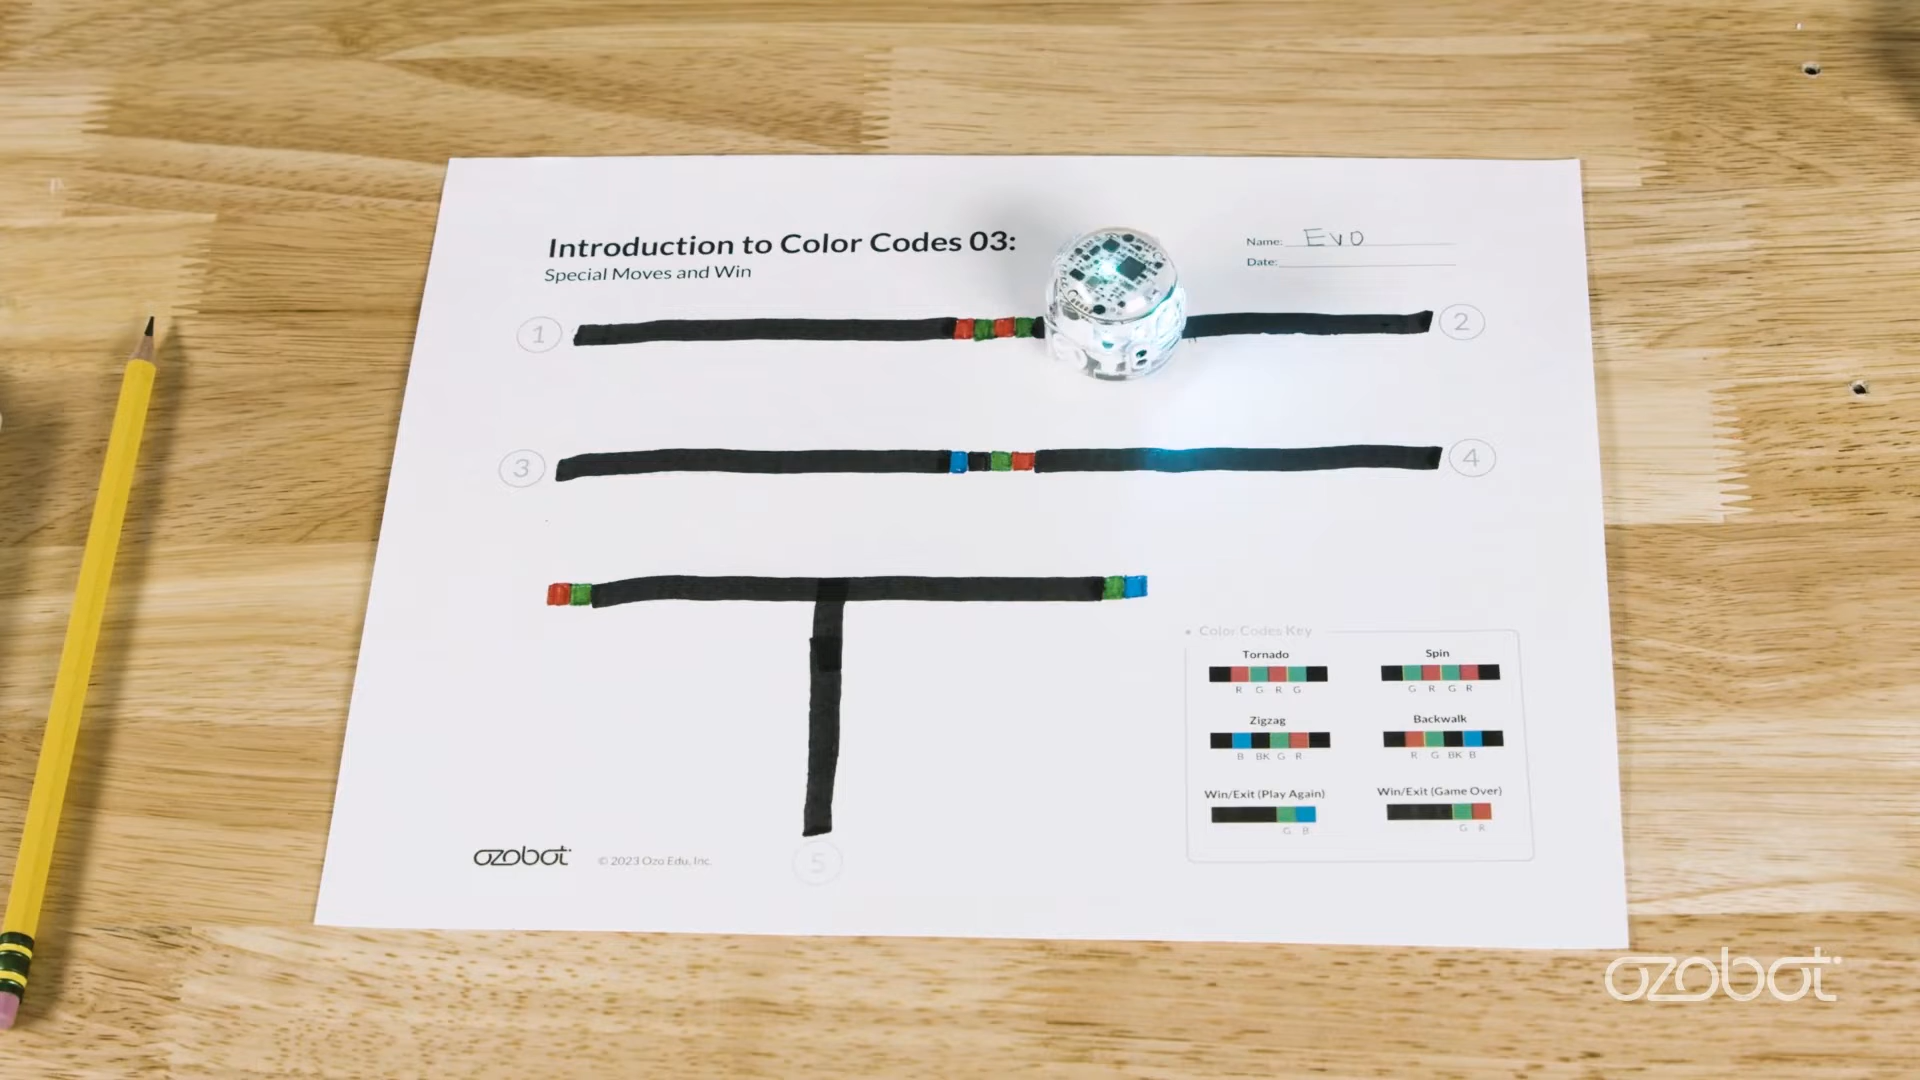 Introduction to Color Codes 03:
Special Moves and Win
Name: Evo
Date:
1
2
3
4
5
Color Codes Key
Tornado
R G R G
Spin
G R G R
Zigzag
B BK G R
Backwalk
R G BK B
Win/Exit (Play Again)
G B
Win/Exit (Game Over)
G R
ozobot
© 2023 Ozo Edu, Inc.
ozobot